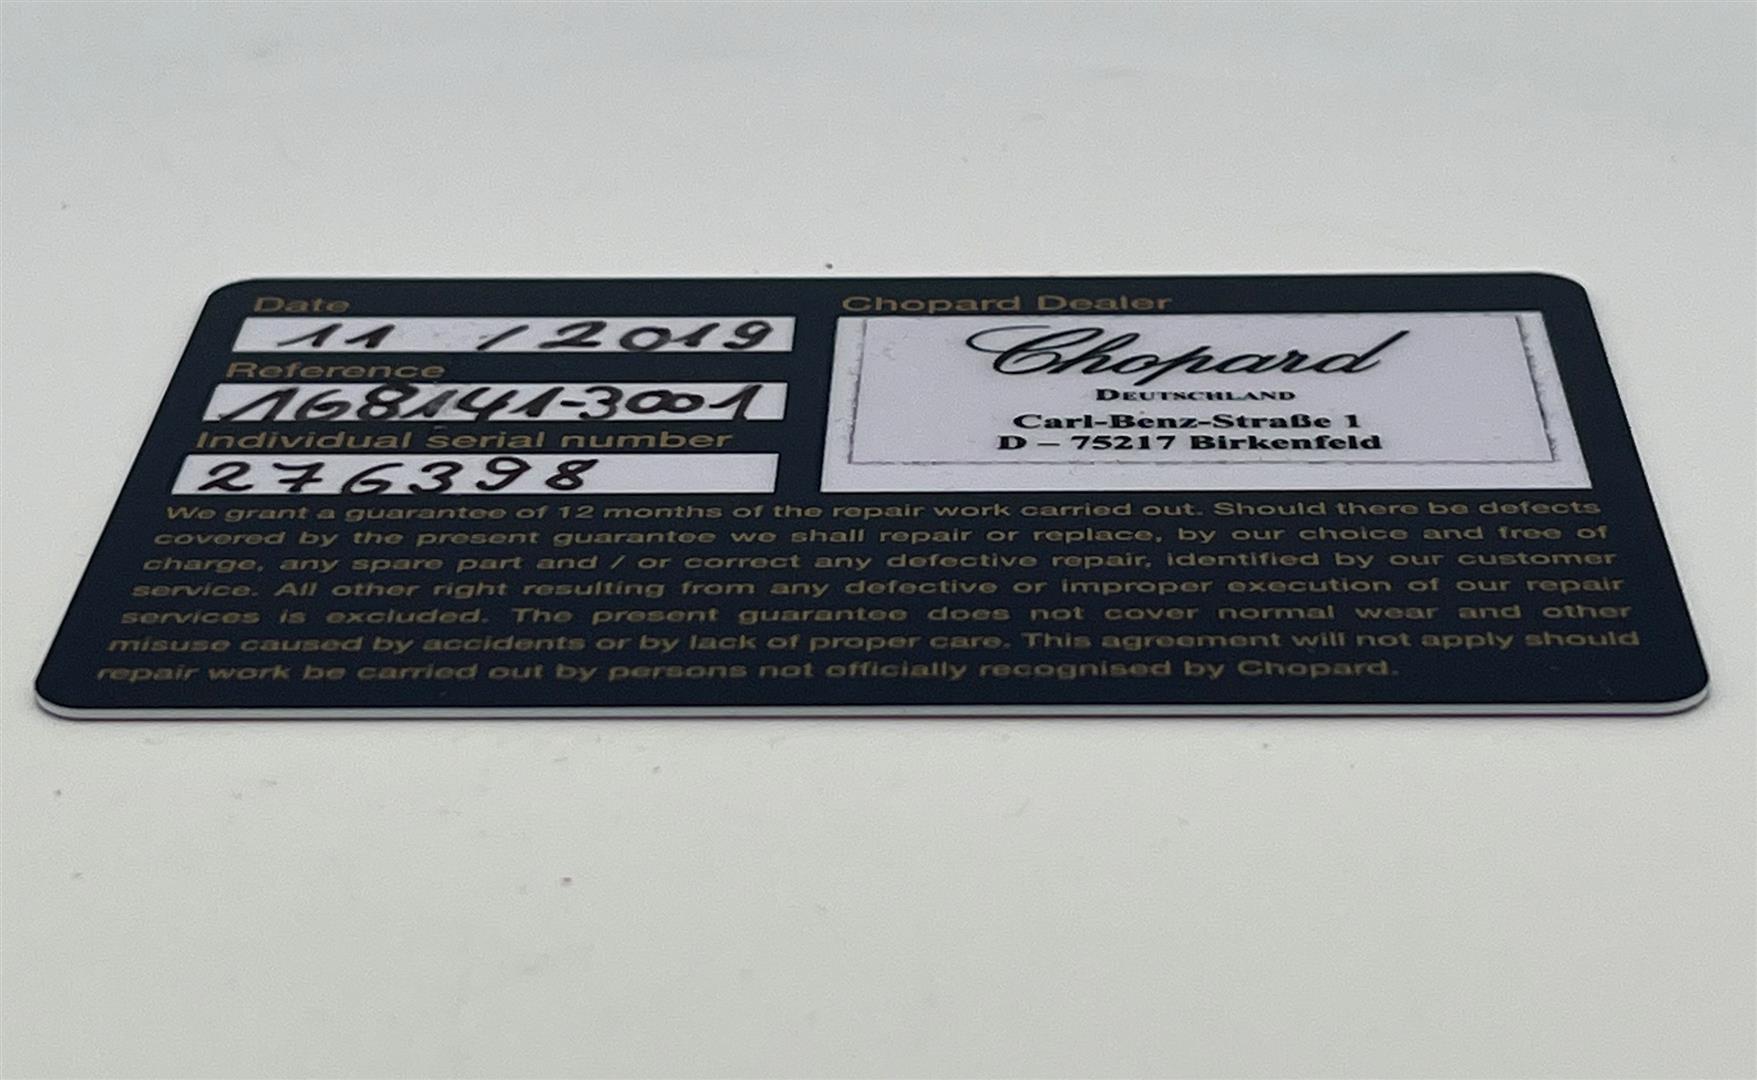 Date
11 / 2019
Reference
168141-3001
Individual serial number
276398
Chopard Dealer
Chopard
DEUTSCHLAND
Carl-Benz-Straße 1
D – 75217 Birkenfeld
We grant a guarantee of 12 months of the repair work carried out. Should there be defects
covered by the present guarantee we shall repair or replace, by our choice and free of
charge, any spare part and / or correct any defective repair, identified by our customer
service. All other right resulting from any defective or improper execution of our repair
services is excluded. The present guarantee does not cover normal wear and other
misuse caused by accidents or by lack of proper care. This agreement will not apply should
repair work be carried out by persons not officially recognised by Chopard.